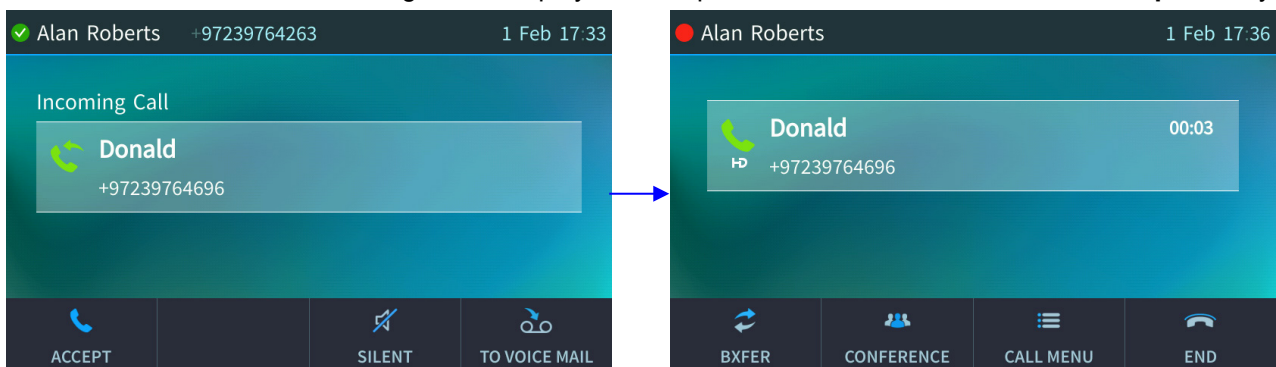 Alan Roberts +97239764263 1 Feb 17:33
Incoming Call
Donald
+97239764696
ACCEPT SILENT TO VOICE MAIL
Alan Roberts 1 Feb 17:36
Donald 00:03
HD +97239764696
BXFER CONFERENCE CALL MENU END